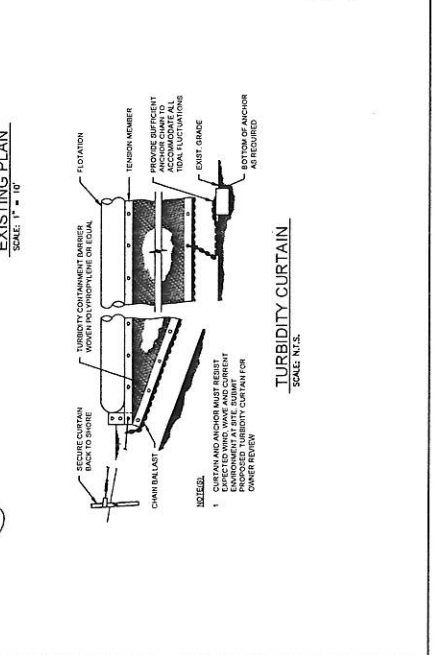 EXISTING PLAN
SCALE: 1" = 10'
SECURE CURTAIN
BACK TO SHORE
TURBIDITY CONTAINMENT BARRIER
WOVEN POLYPROPYLENE OR EQUAL
FLOTATION
TENSION MEMBER
PROVIDE SUFFICIENT
ANCHOR CHAIN TO
ACCOMMODATE ALL
TIDAL FLUCTUATIONS
EXIST. GRADE
BOTTOM OF ANCHOR
AS REQUIRED
CHAIN BALLAST
NOTE(S):
1 CURTAIN AND ANCHOR MUST RESIST
EXPECTED WIND, WAVE AND CURRENT
ENVIRONMENT AT SITE. SUBMIT
PROPOSED TURBIDITY CURTAIN FOR
OWNER REVIEW
TURBIDITY CURTAIN
SCALE: N.T.S.